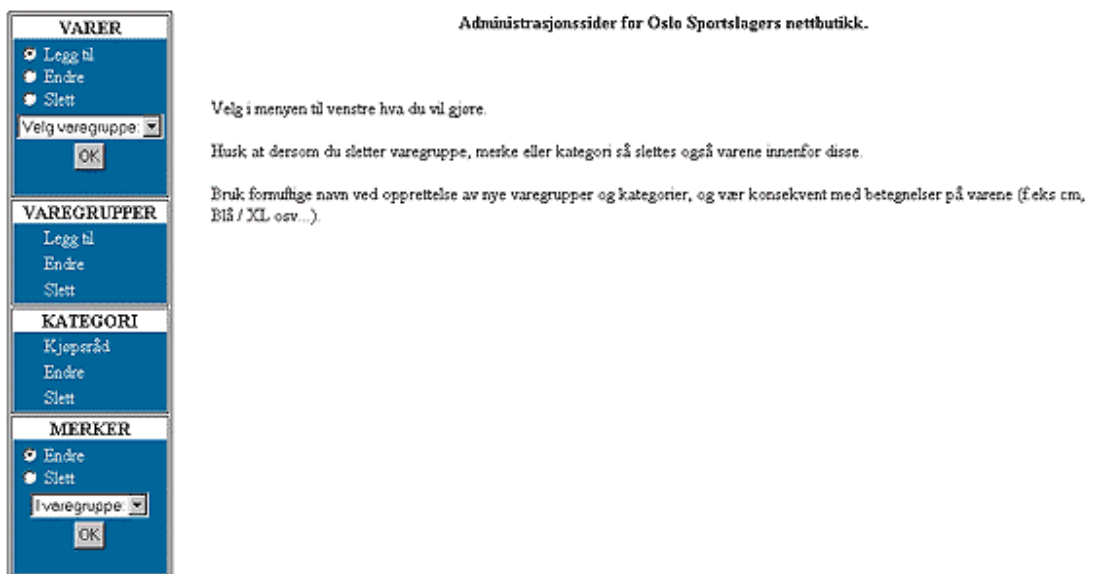 VARER
Legg til
Endre
Slett
Velg varegruppe:
OK
VAREGRUPPER
Legg til
Endre
Slett
KATEGORI
Kjøpsråd
Endre
Slett
MERKER
Endre
Slett
I varegruppe:
OK
Administrasjonssider for Oslo Sportslagers nettbutikk.
Velg i menyen til venstre hva du vil gjøre.
Husk at dersom du sletter varegruppe, merke eller kategori så slettes også varene innenfor disse.
Bruk fornuftige navn ved opprettelse av nye varegrupper og kategorier, og vær konsekvent med betegnelser på varene (f.eks cm,
Blå / XL osv...).